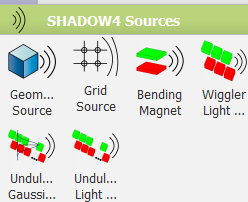 SHADOW4 Sources
Geom... Grid Bending Wiggler
Source Source Magnet Light ...
Undul... Undul...
Gaussi... Light ...